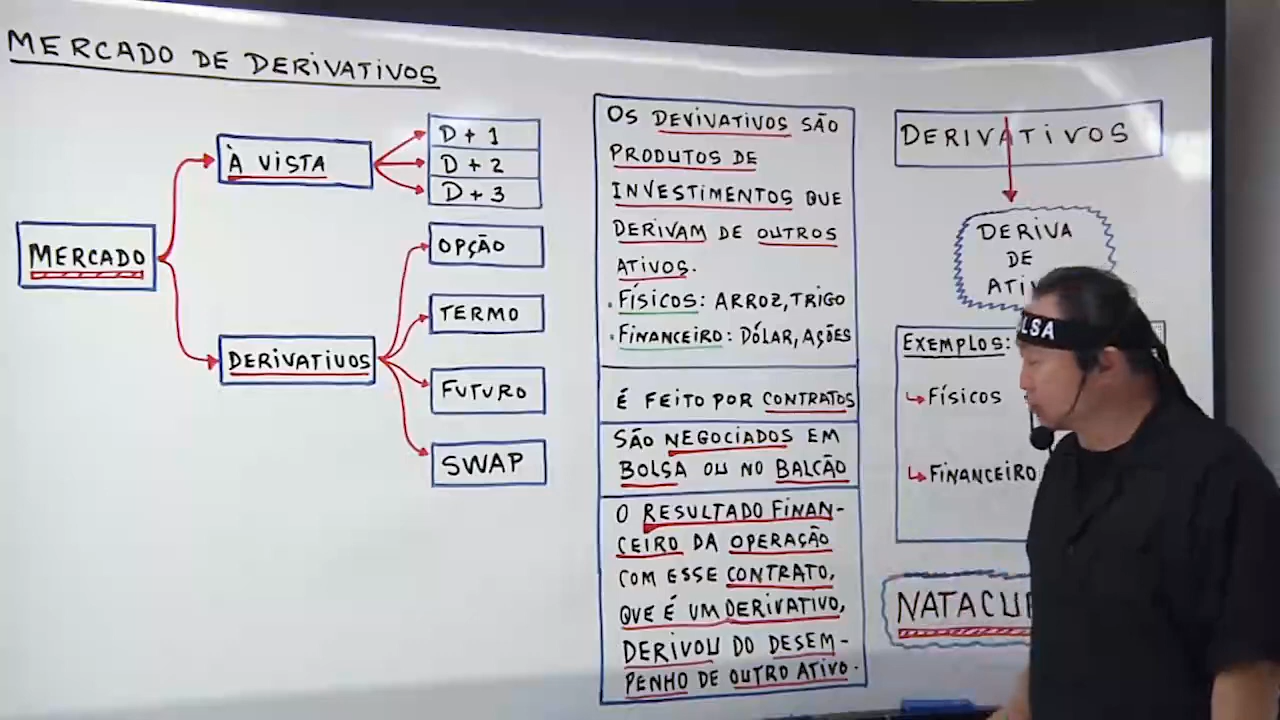 MERCADO DE DERIVATIVOS
MERCADO
À VISTA
D + 1
D + 2
D + 3
DERIVATIVOS
OPÇÃO
TERMO
FUTURO
SWAP
OS DEVIVATIVOS SÃO
PRODUTOS DE
INVESTIMENTOS QUE
DERIVAM DE OUTROS
ATIVOS.
. FÍSICOS: ARROZ, TRIGO
. FINANCEIRO: DÓLAR, AÇÕES
É FEITO POR CONTRATOS
SÃO NEGOCIADOS EM
BOLSA OU NO BALCÃO
O RESULTADO FINAN-
CEIRO DA OPERAÇÃO
COM ESSE CONTRATO,
QUE É UM DERIVATIVO,
DERIVOU DO DESEM-
PENHO DE OUTRO ATIVO.
DERIVATIVOS
DERIVA
DE
EXEMPLOS:
FÍSICOS
FINANCEIRO